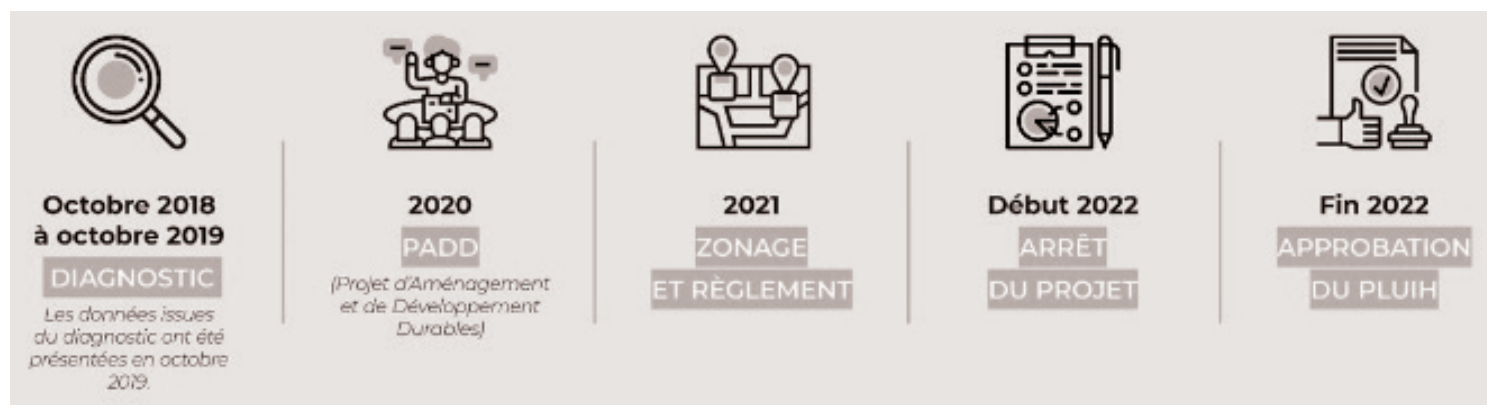 Octobre 2018
à octobre 2019
DIAGNOSTIC
Les données issues
du diagnostic ont été
présentées en octobre
2019.
2020
PADD
(Projet d'Aménagement
et de Développement
Durables)
2021
ZONAGE
ET RÈGLEMENT
Début 2022
ARRÊT
DU PROJET
Fin 2022
APPROBATION
DU PLUIH